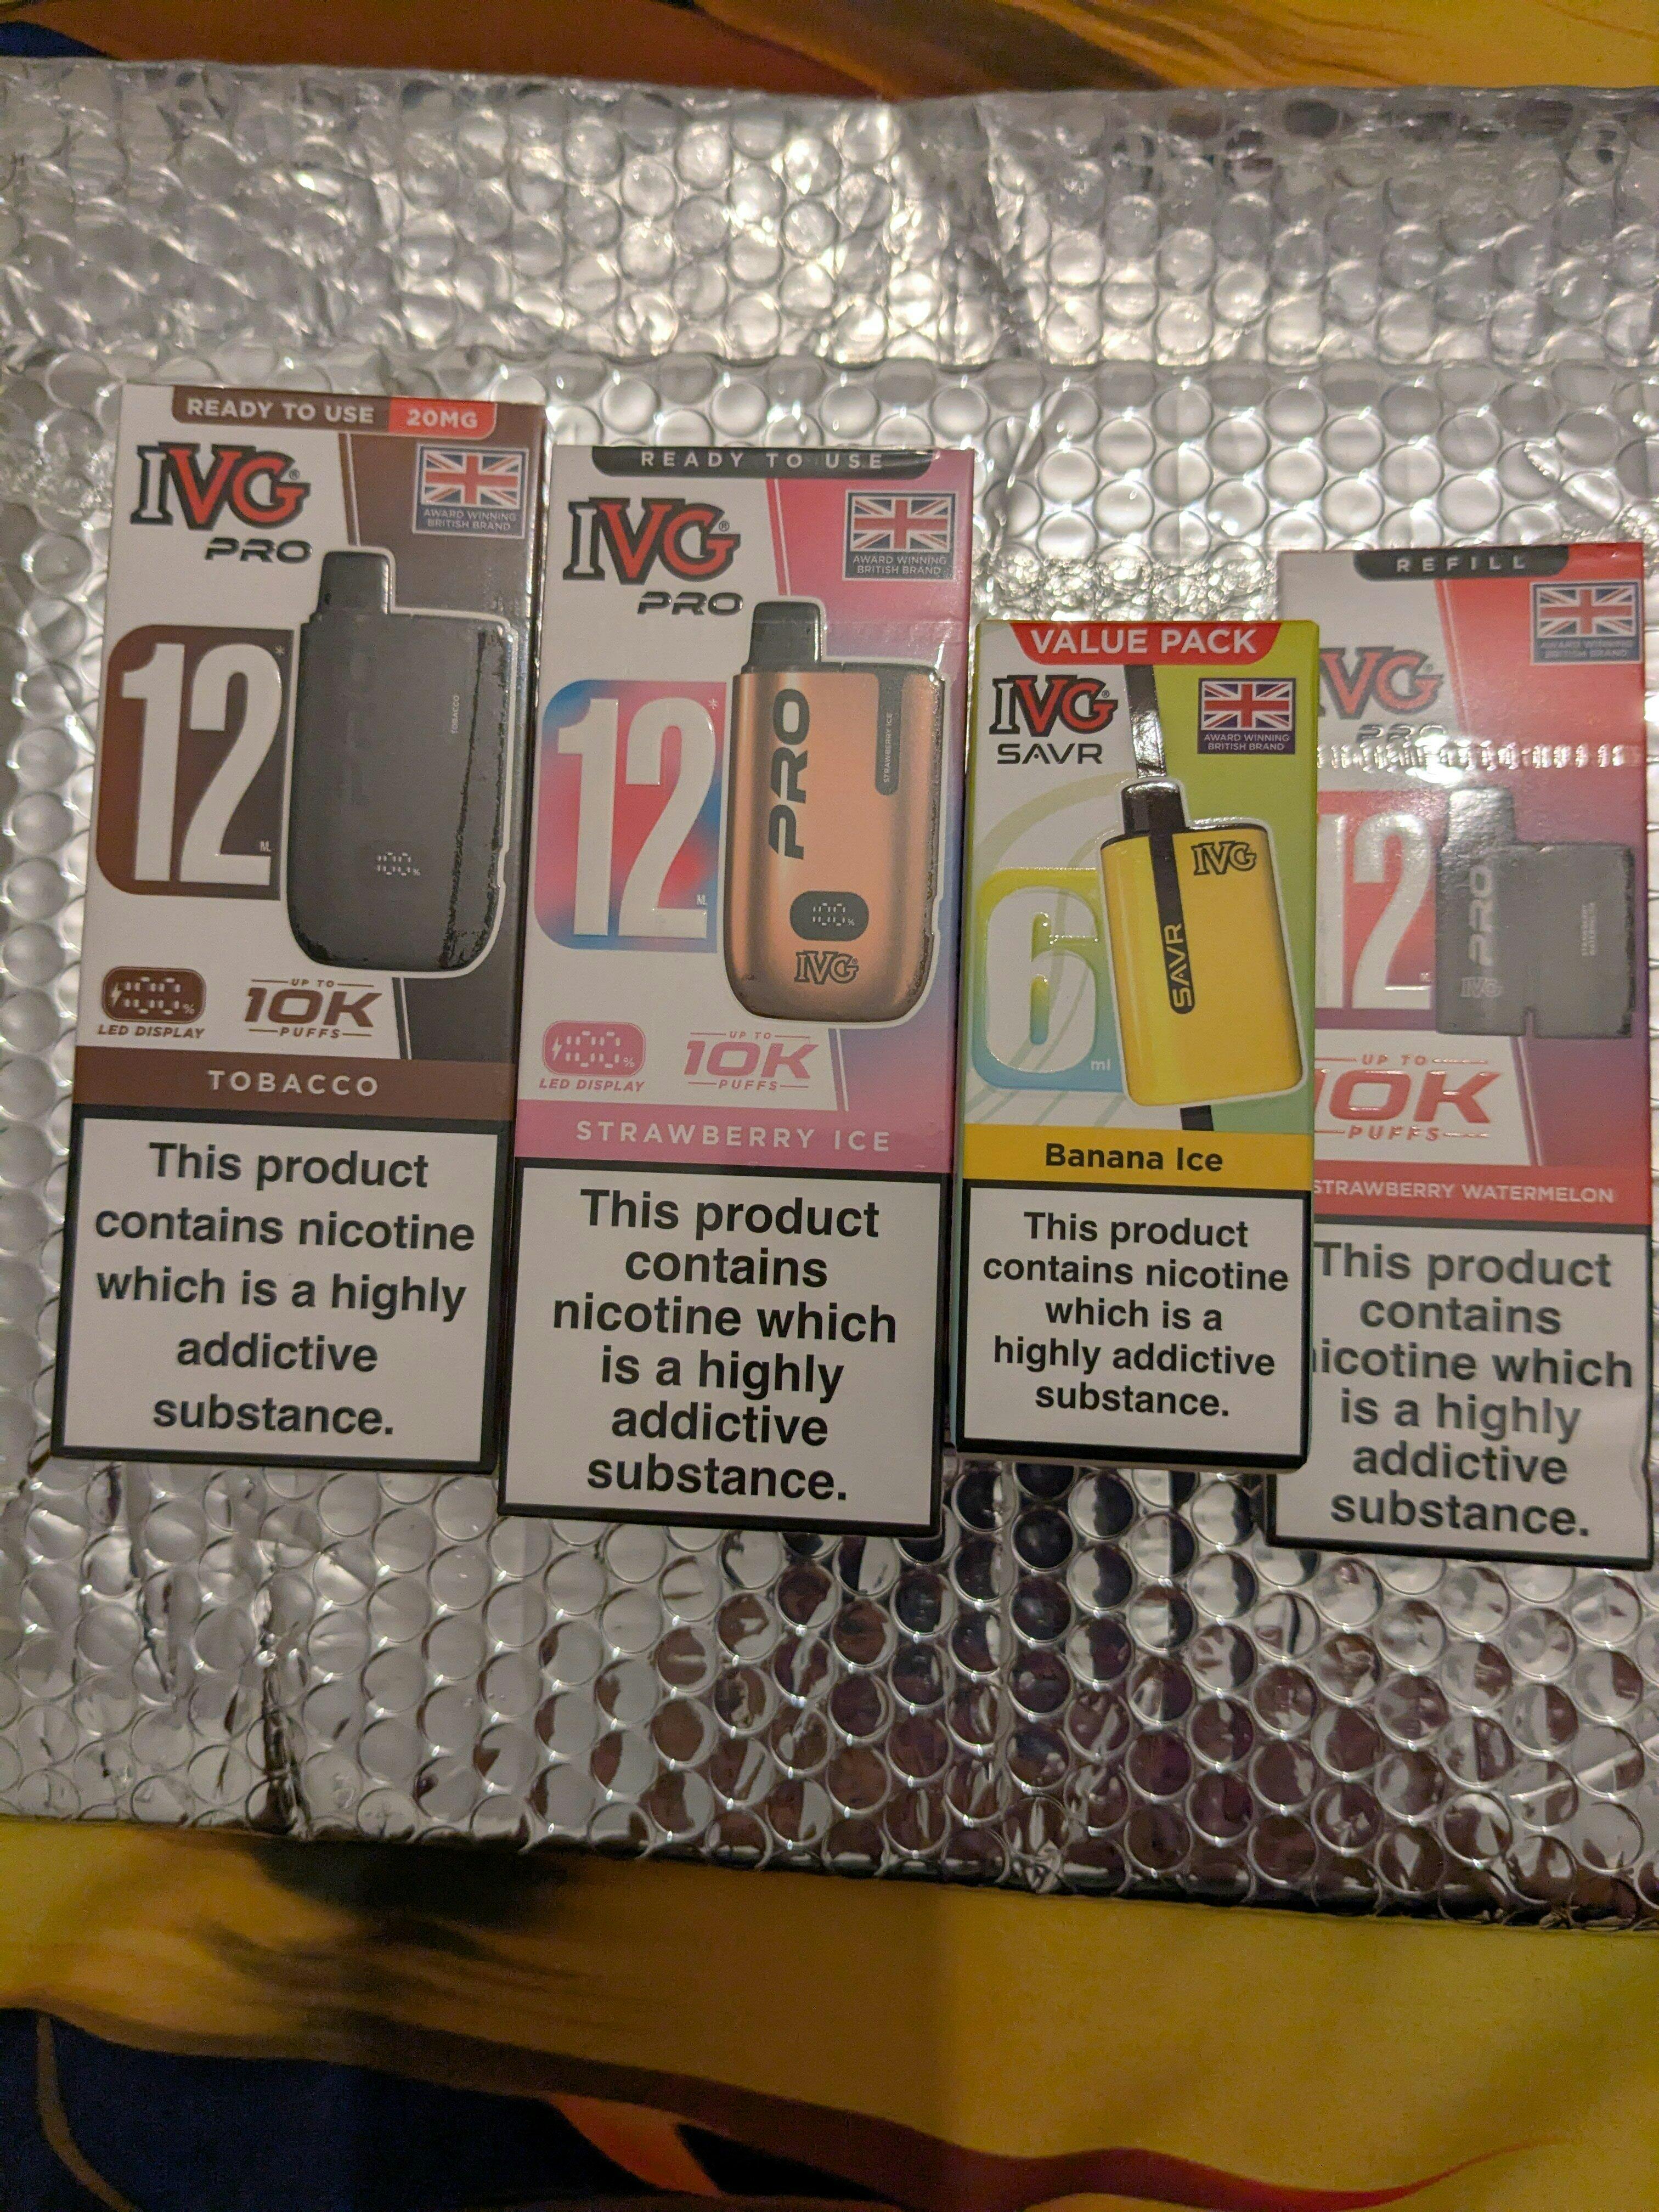 READY TO USE 20MG
IVG®
PRO
AWARD WINNING
BRITISH BRAND
12*
ML
TOBACCO
LED DISPLAY
UP TO
10K
PUFFS
TOBACCO
This product
contains nicotine
which is a highly
addictive
substance.
READY TO USE
IVG®
PRO
AWARD WINNING
BRITISH BRAND
12*
ML
PRO
STRAWBERRY ICE
IVG
%
LED DISPLAY
UP TO
10K
PUFFS
STRAWBERRY ICE
This product
contains
nicotine which
is a highly
addictive
substance.
VALUE PACK
IVG®
SAVR
AWARD WINNING
BRITISH BRAND
6
ml
IVG
SAVR
Banana Ice
This product
contains nicotine
which is a
highly addictive
substance.
REFILL
IVG®
PRO
AWARD WINNING
BRITISH BRAND
12
PRO
IVG
UP TO
10K
PUFFS
STRAWBERRY WATERMELON
This product
contains
nicotine which
is a highly
addictive
substance.